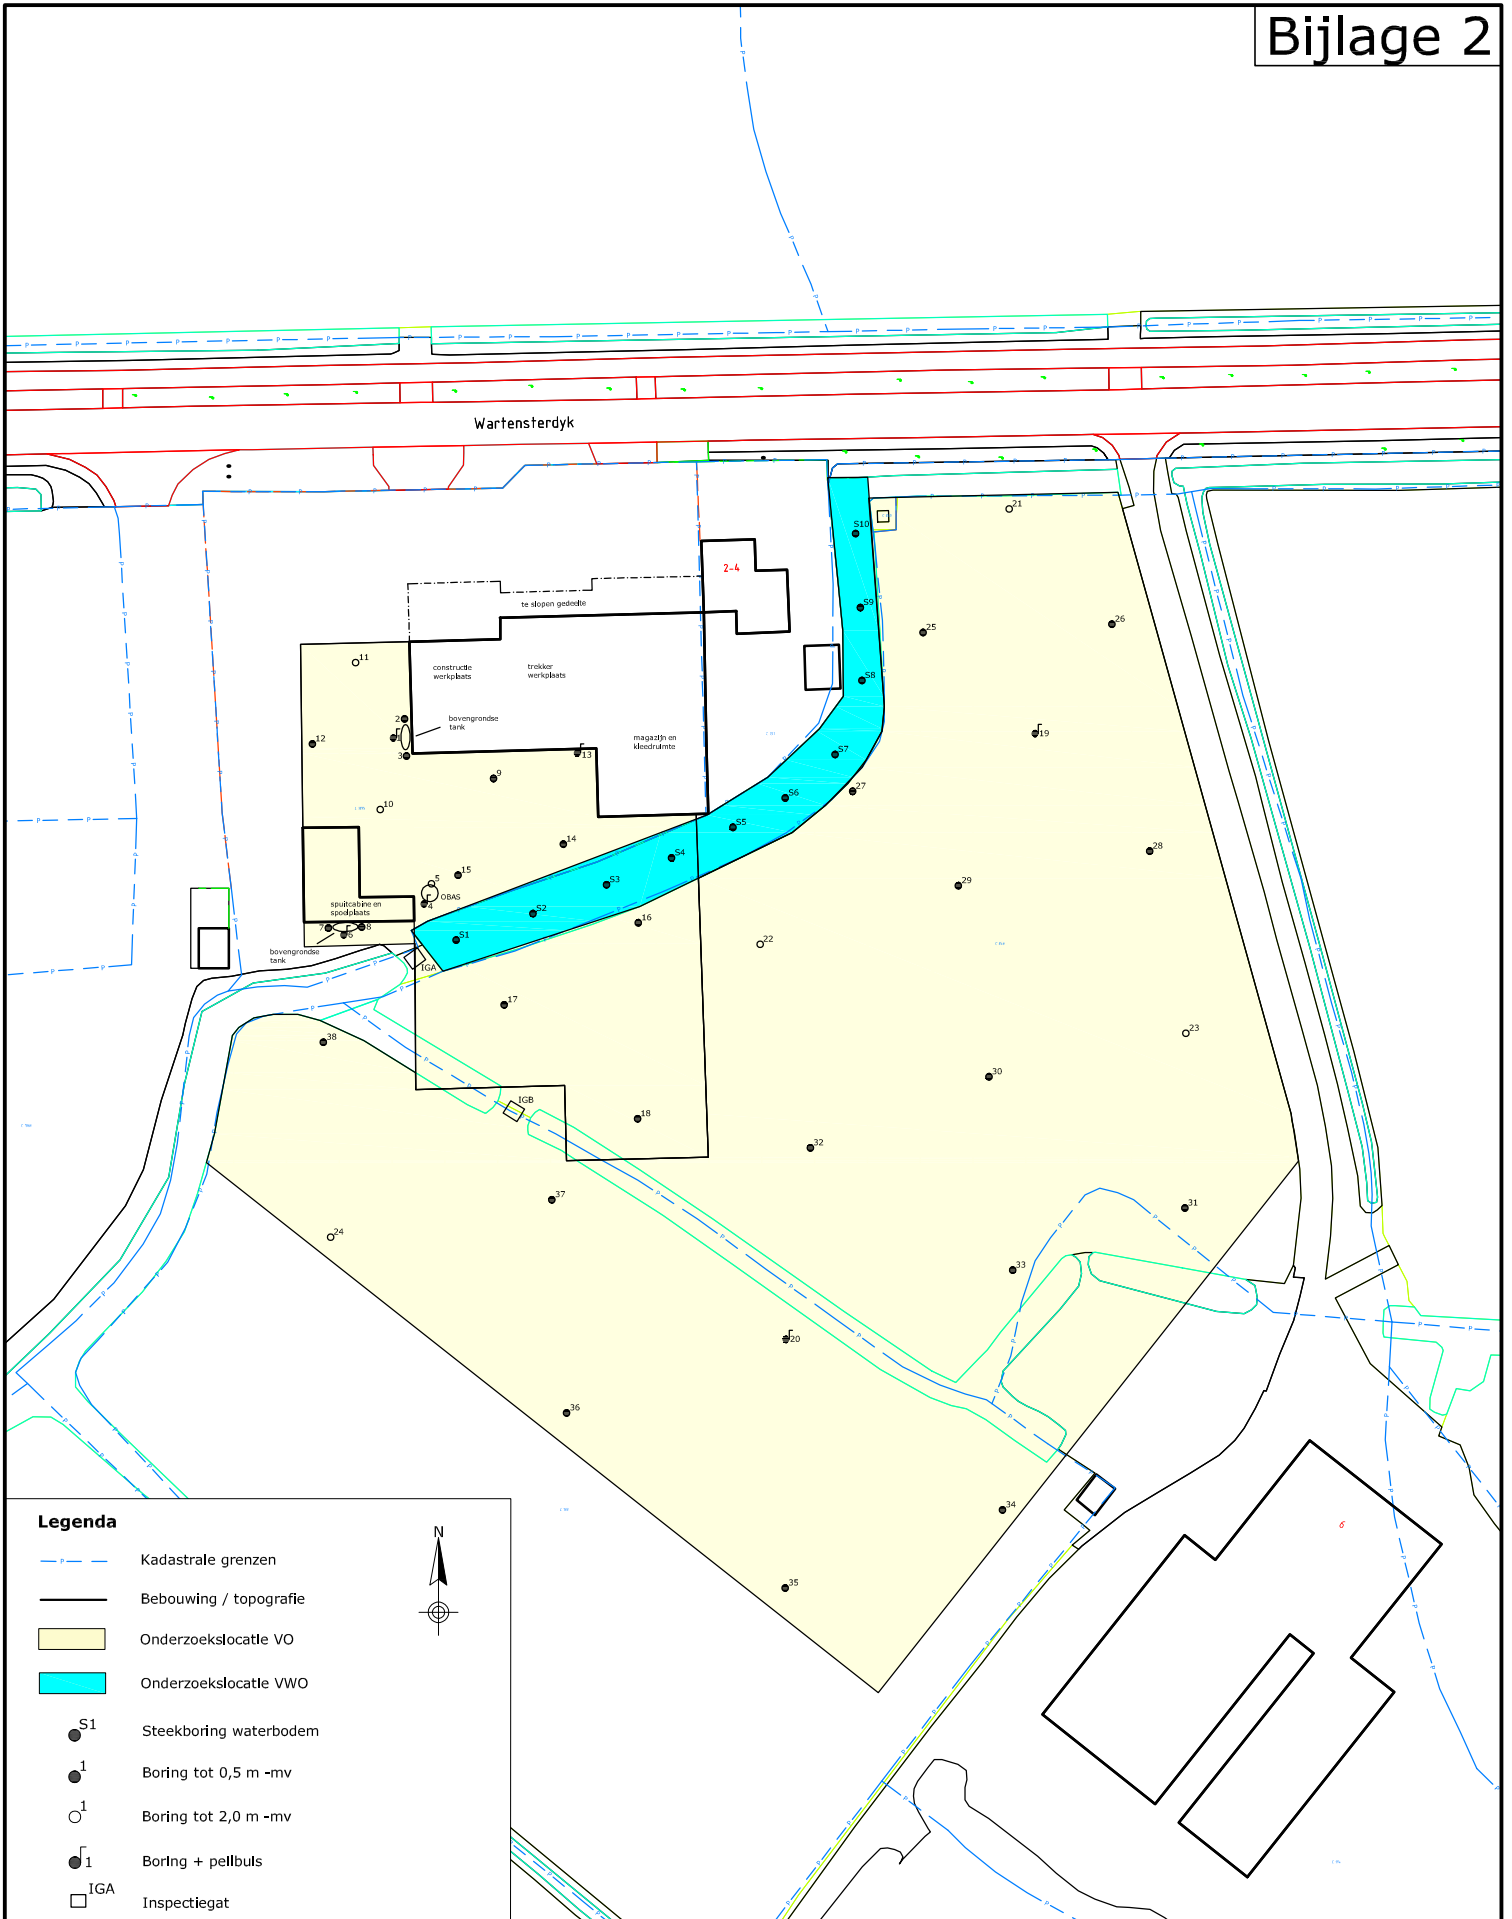 Bijlage 2
Wartensterdyk
S10
21
2-4
te slopen gedeelte
S9
25
26
11
constructie
werkplaats
trekker
werkplaats
S8
2
bovengrondse
tank
12
1
magazijn en
kleedruimte
19
3
13
S7
9
27
S6
10
S5
14
28
S4
15
5
S3
29
OBAS
spuitcabine en
spoelplaats
4
S2
16
7
8
6
S1
22
bovengrondse
tank
IGA
17
23
38
30
IGB
18
32
37
31
24
33
20
36
34
6
35
Legenda
N
Kadastrale grenzen
Bebouwing / topografie
Onderzoekslocatie VO
Onderzoekslocatie VWO
S1 Steekboring waterbodem
1 Boring tot 0,5 m -mv
1 Boring tot 2,0 m -mv
1 Boring + peilbuis
IGA Inspectiegat